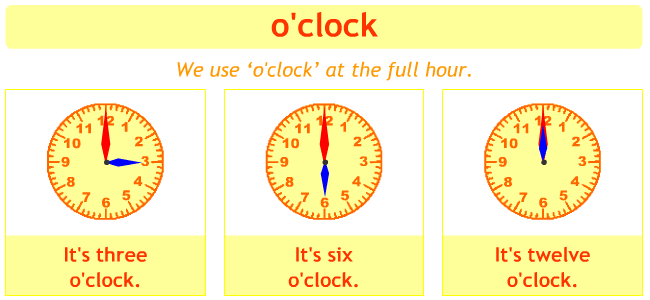 o'clock
We use ‘o'clock’ at the full hour.
12
11 1
10 2
9 3
8 4
7 5
6
12
11 1
10 2
9 3
8 4
7 5
6
12
11 1
10 2
9 3
8 4
7 5
6
It's three
o'clock.
It's six
o'clock.
It's twelve
o'clock.